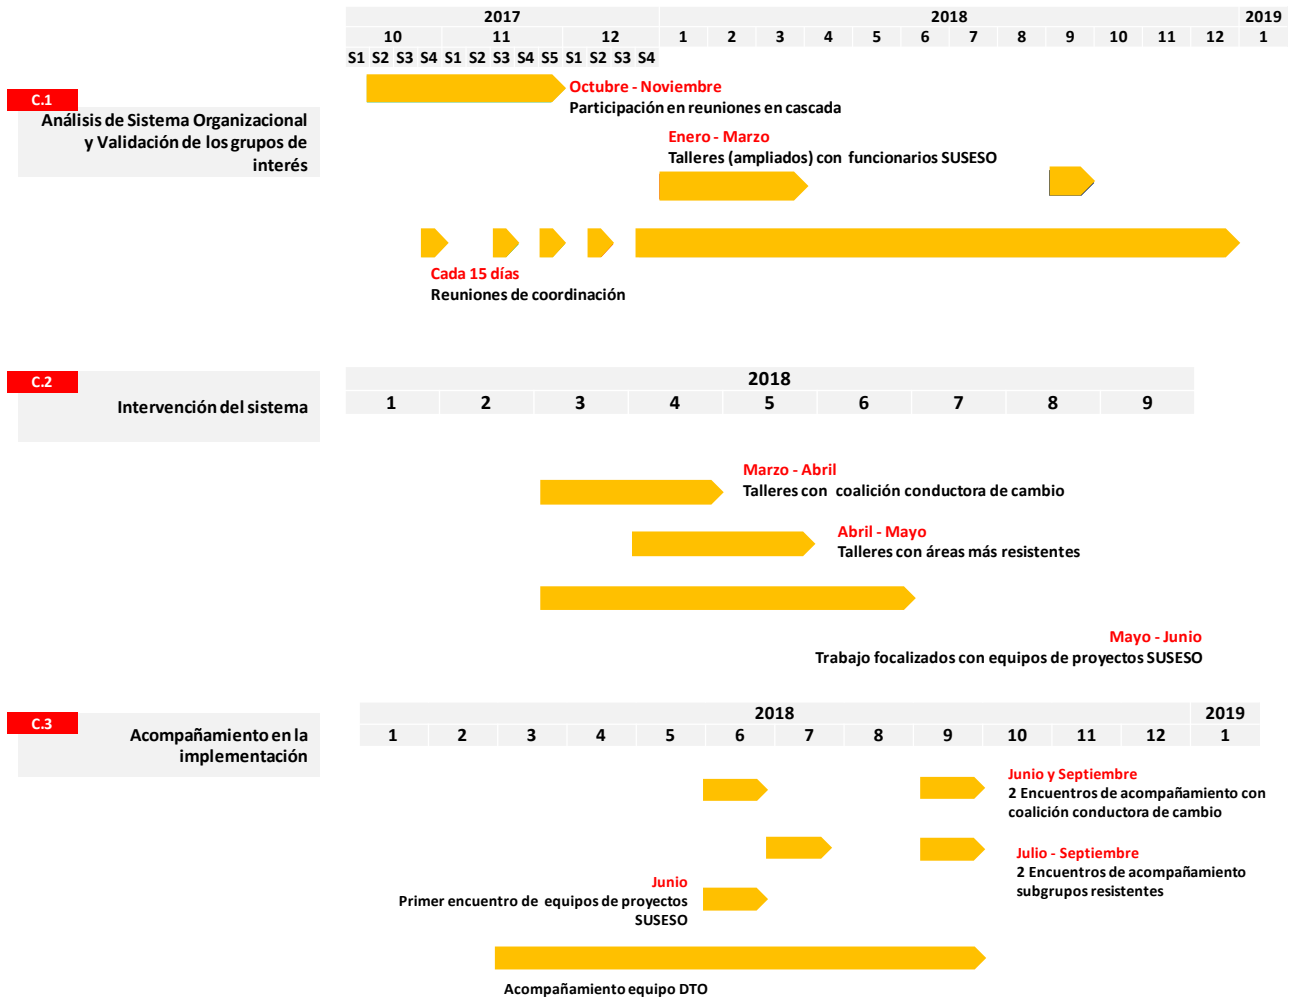 2017 2018 2019
10 11 12 1 2 3 4 5 6 7 8 9 10 11 12 1
S1 S2 S3 S4 S1 S2 S3 S4 S5 S1 S2 S3 S4
C.1
Análisis de Sistema Organizacional
y Validación de los grupos de
interés
Octubre - Noviembre
Participación en reuniones en cascada
Enero - Marzo
Talleres (ampliados) con funcionarios SUSESO
Cada 15 días
Reuniones de coordinación
C.2
Intervención del sistema
2018
1 2 3 4 5 6 7 8 9
Marzo - Abril
Talleres con coalición conductora de cambio
Abril - Mayo
Talleres con áreas más resistentes
Mayo - Junio
Trabajo focalizados con equipos de proyectos SUSESO
C.3
Acompañamiento en la
implementación
2018 2019
1 2 3 4 5 6 7 8 9 10 11 12 1
Junio y Septiembre
2 Encuentros de acompañamiento con
coalición conductora de cambio
Julio - Septiembre
2 Encuentros de acompañamiento
subgrupos resistentes
Junio
Primer encuentro de equipos de proyectos
SUSESO
Acompañamiento equipo DTO